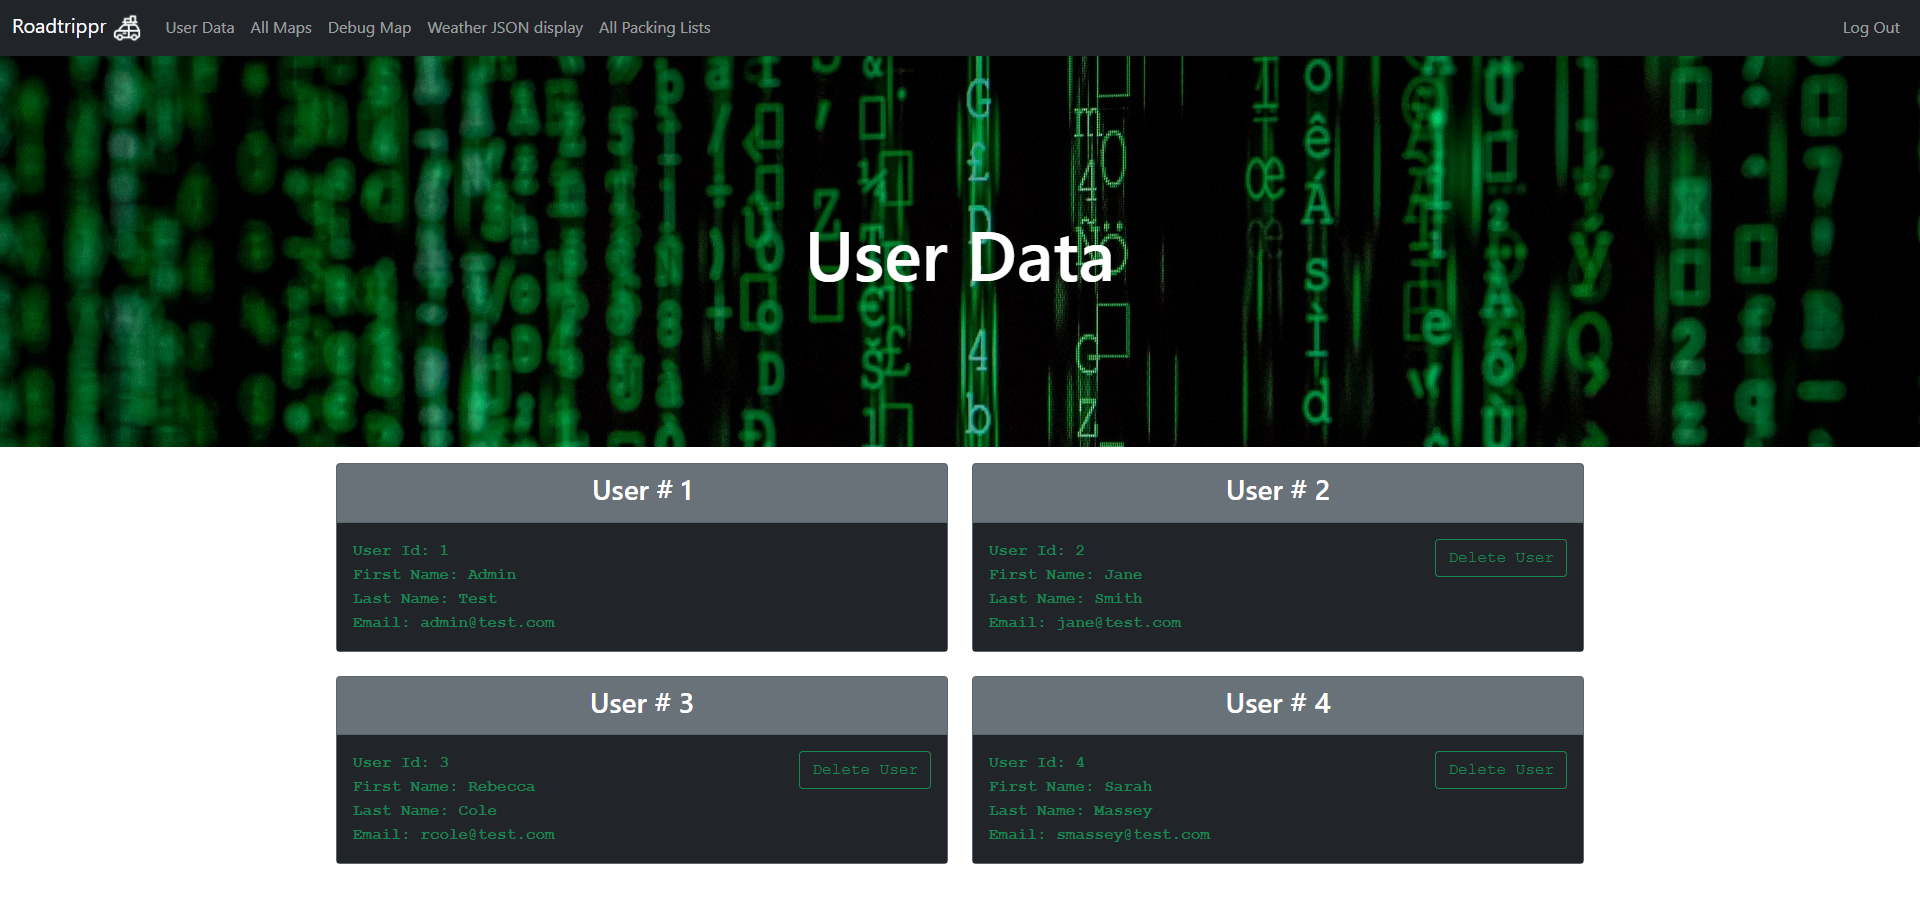 Roadtrippr User Data All Maps Debug Map Weather JSON display All Packing Lists Log Out
User Data
User # 1
User Id: 1
First Name: Admin
Last Name: Test
Email: admin@test.com
User # 2
User Id: 2
Delete User
First Name: Jane
Last Name: Smith
Email: jane@test.com
User # 3
User Id: 3
Delete User
First Name: Rebecca
Last Name: Cole
Email: rcole@test.com
User # 4
User Id: 4
Delete User
First Name: Sarah
Last Name: Massey
Email: smassey@test.com